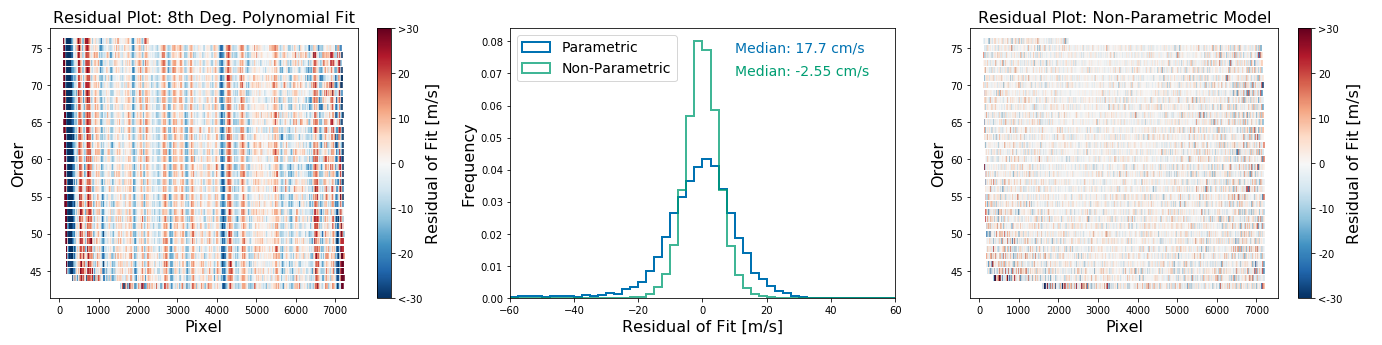 Residual Plot: 8th Deg. Polynomial Fit
Order
75
70
65
60
55
50
45
0 1000 2000 3000 4000 5000 6000 7000
Pixel
>30
20
10
0
-10
-20
<-30
Residual of Fit [m/s]
Frequency
0.08
0.07
0.06
0.05
0.04
0.03
0.02
0.01
0.00
Parametric
Non-Parametric
Median: 17.7 cm/s
Median: -2.55 cm/s
−60 −40 −20 0 20 40 60
Residual of Fit [m/s]
Residual Plot: Non-Parametric Model
Order
75
70
65
60
55
50
45
0 1000 2000 3000 4000 5000 6000 7000
Pixel
>30
20
10
0
-10
-20
<-30
Residual of Fit [m/s]